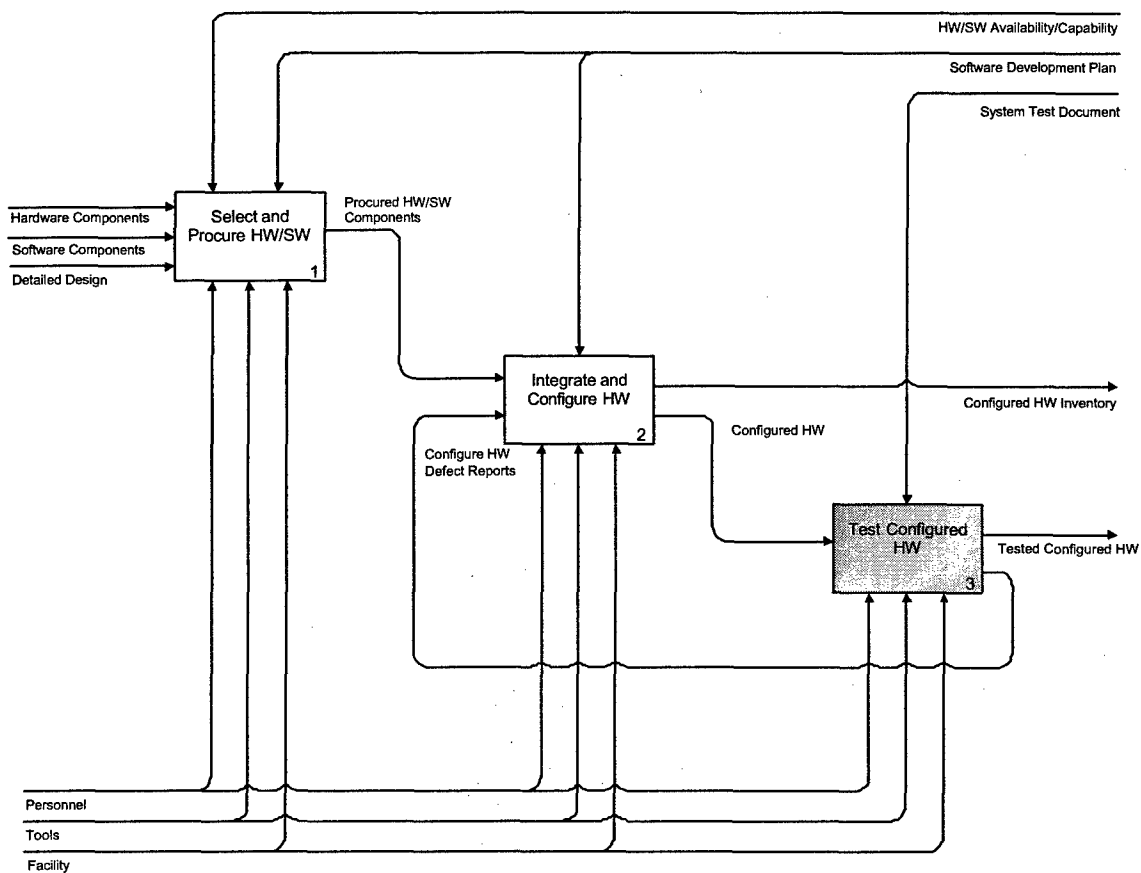 HW/SW Availability/Capability
Software Development Plan
System Test Document
Hardware Components
Software Components
Detailed Design
Select and
Procure HW/SW
1
Procured HW/SW
Components
Integrate and
Configure HW
2
Configured HW Inventory
Configured HW
Configure HW
Defect Reports
Test Configured
HW
3
Tested Configured HW
Personnel
Tools
Facility